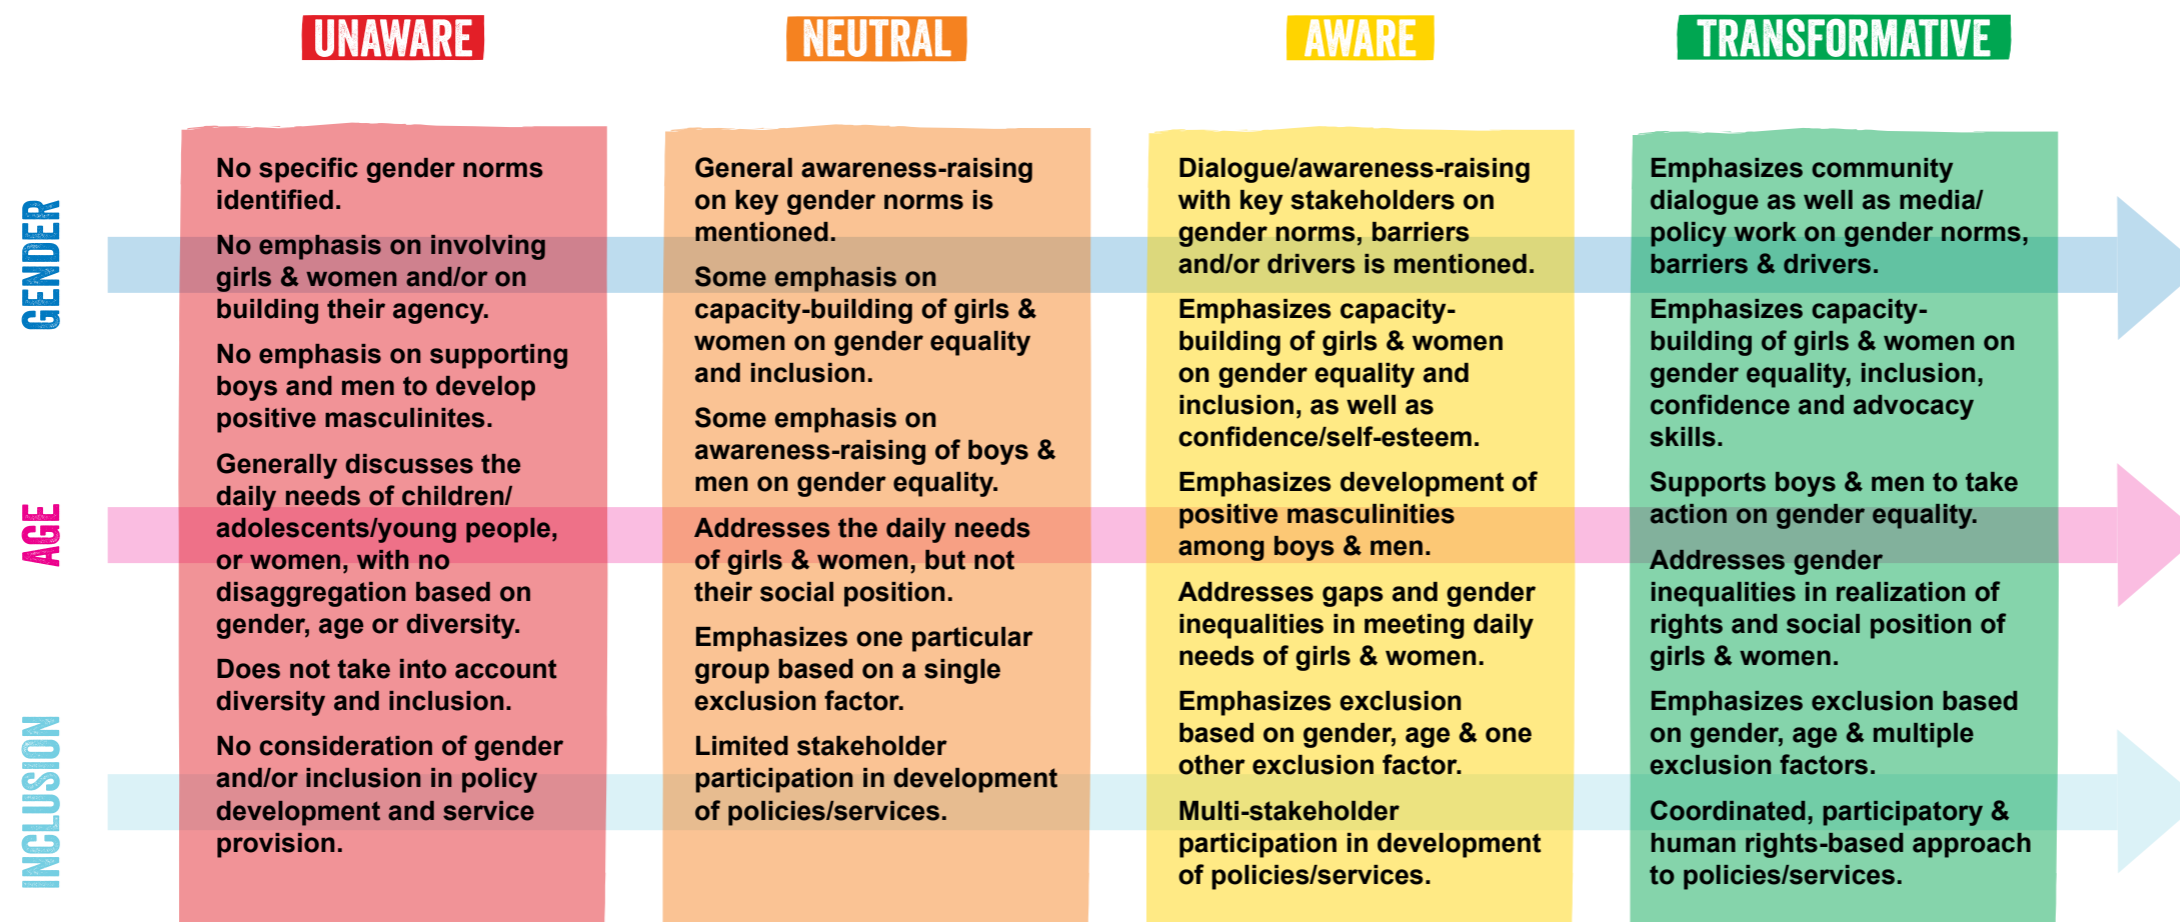 UNAWARE
NEUTRAL
AWARE
TRANSFORMATIVE
GENDER
AGE
INCLUSION
No specific gender norms
identified.
No emphasis on involving
girls & women and/or on
building their agency.
No emphasis on supporting
boys and men to develop
positive masculinites.
Generally discusses the
daily needs of children/
adolescents/young people,
or women, with no
disaggregation based on
gender, age or diversity.
Does not take into account
diversity and inclusion.
No consideration of gender
and/or inclusion in policy
development and service
provision.
General awareness-raising
on key gender norms is
mentioned.
Some emphasis on
capacity-building of girls &
women on gender equality
and inclusion.
Some emphasis on
awareness-raising of boys &
men on gender equality.
Addresses the daily needs
of girls & women, but not
their social position.
Emphasizes one particular
group based on a single
exclusion factor.
Limited stakeholder
participation in development
of policies/services.
Dialogue/awareness-raising
with key stakeholders on
gender norms, barriers
and/or drivers is mentioned.
Emphasizes capacity-
building of girls & women
on gender equality and
inclusion, as well as
confidence/self-esteem.
Emphasizes development of
positive masculinities
among boys & men.
Addresses gaps and gender
inequalities in meeting daily
needs of girls & women.
Emphasizes exclusion
based on gender, age & one
other exclusion factor.
Multi-stakeholder
participation in development
of policies/services.
Emphasizes community
dialogue as well as media/
policy work on gender norms,
barriers & drivers.
Emphasizes capacity-
building of girls & women on
gender equality, inclusion,
confidence and advocacy
skills.
Supports boys & men to take
action on gender equality.
Addresses gender
inequalities in realization of
rights and social position of
girls & women.
Emphasizes exclusion based
on gender, age & multiple
exclusion factors.
Coordinated, participatory &
human rights-based approach
to policies/services.